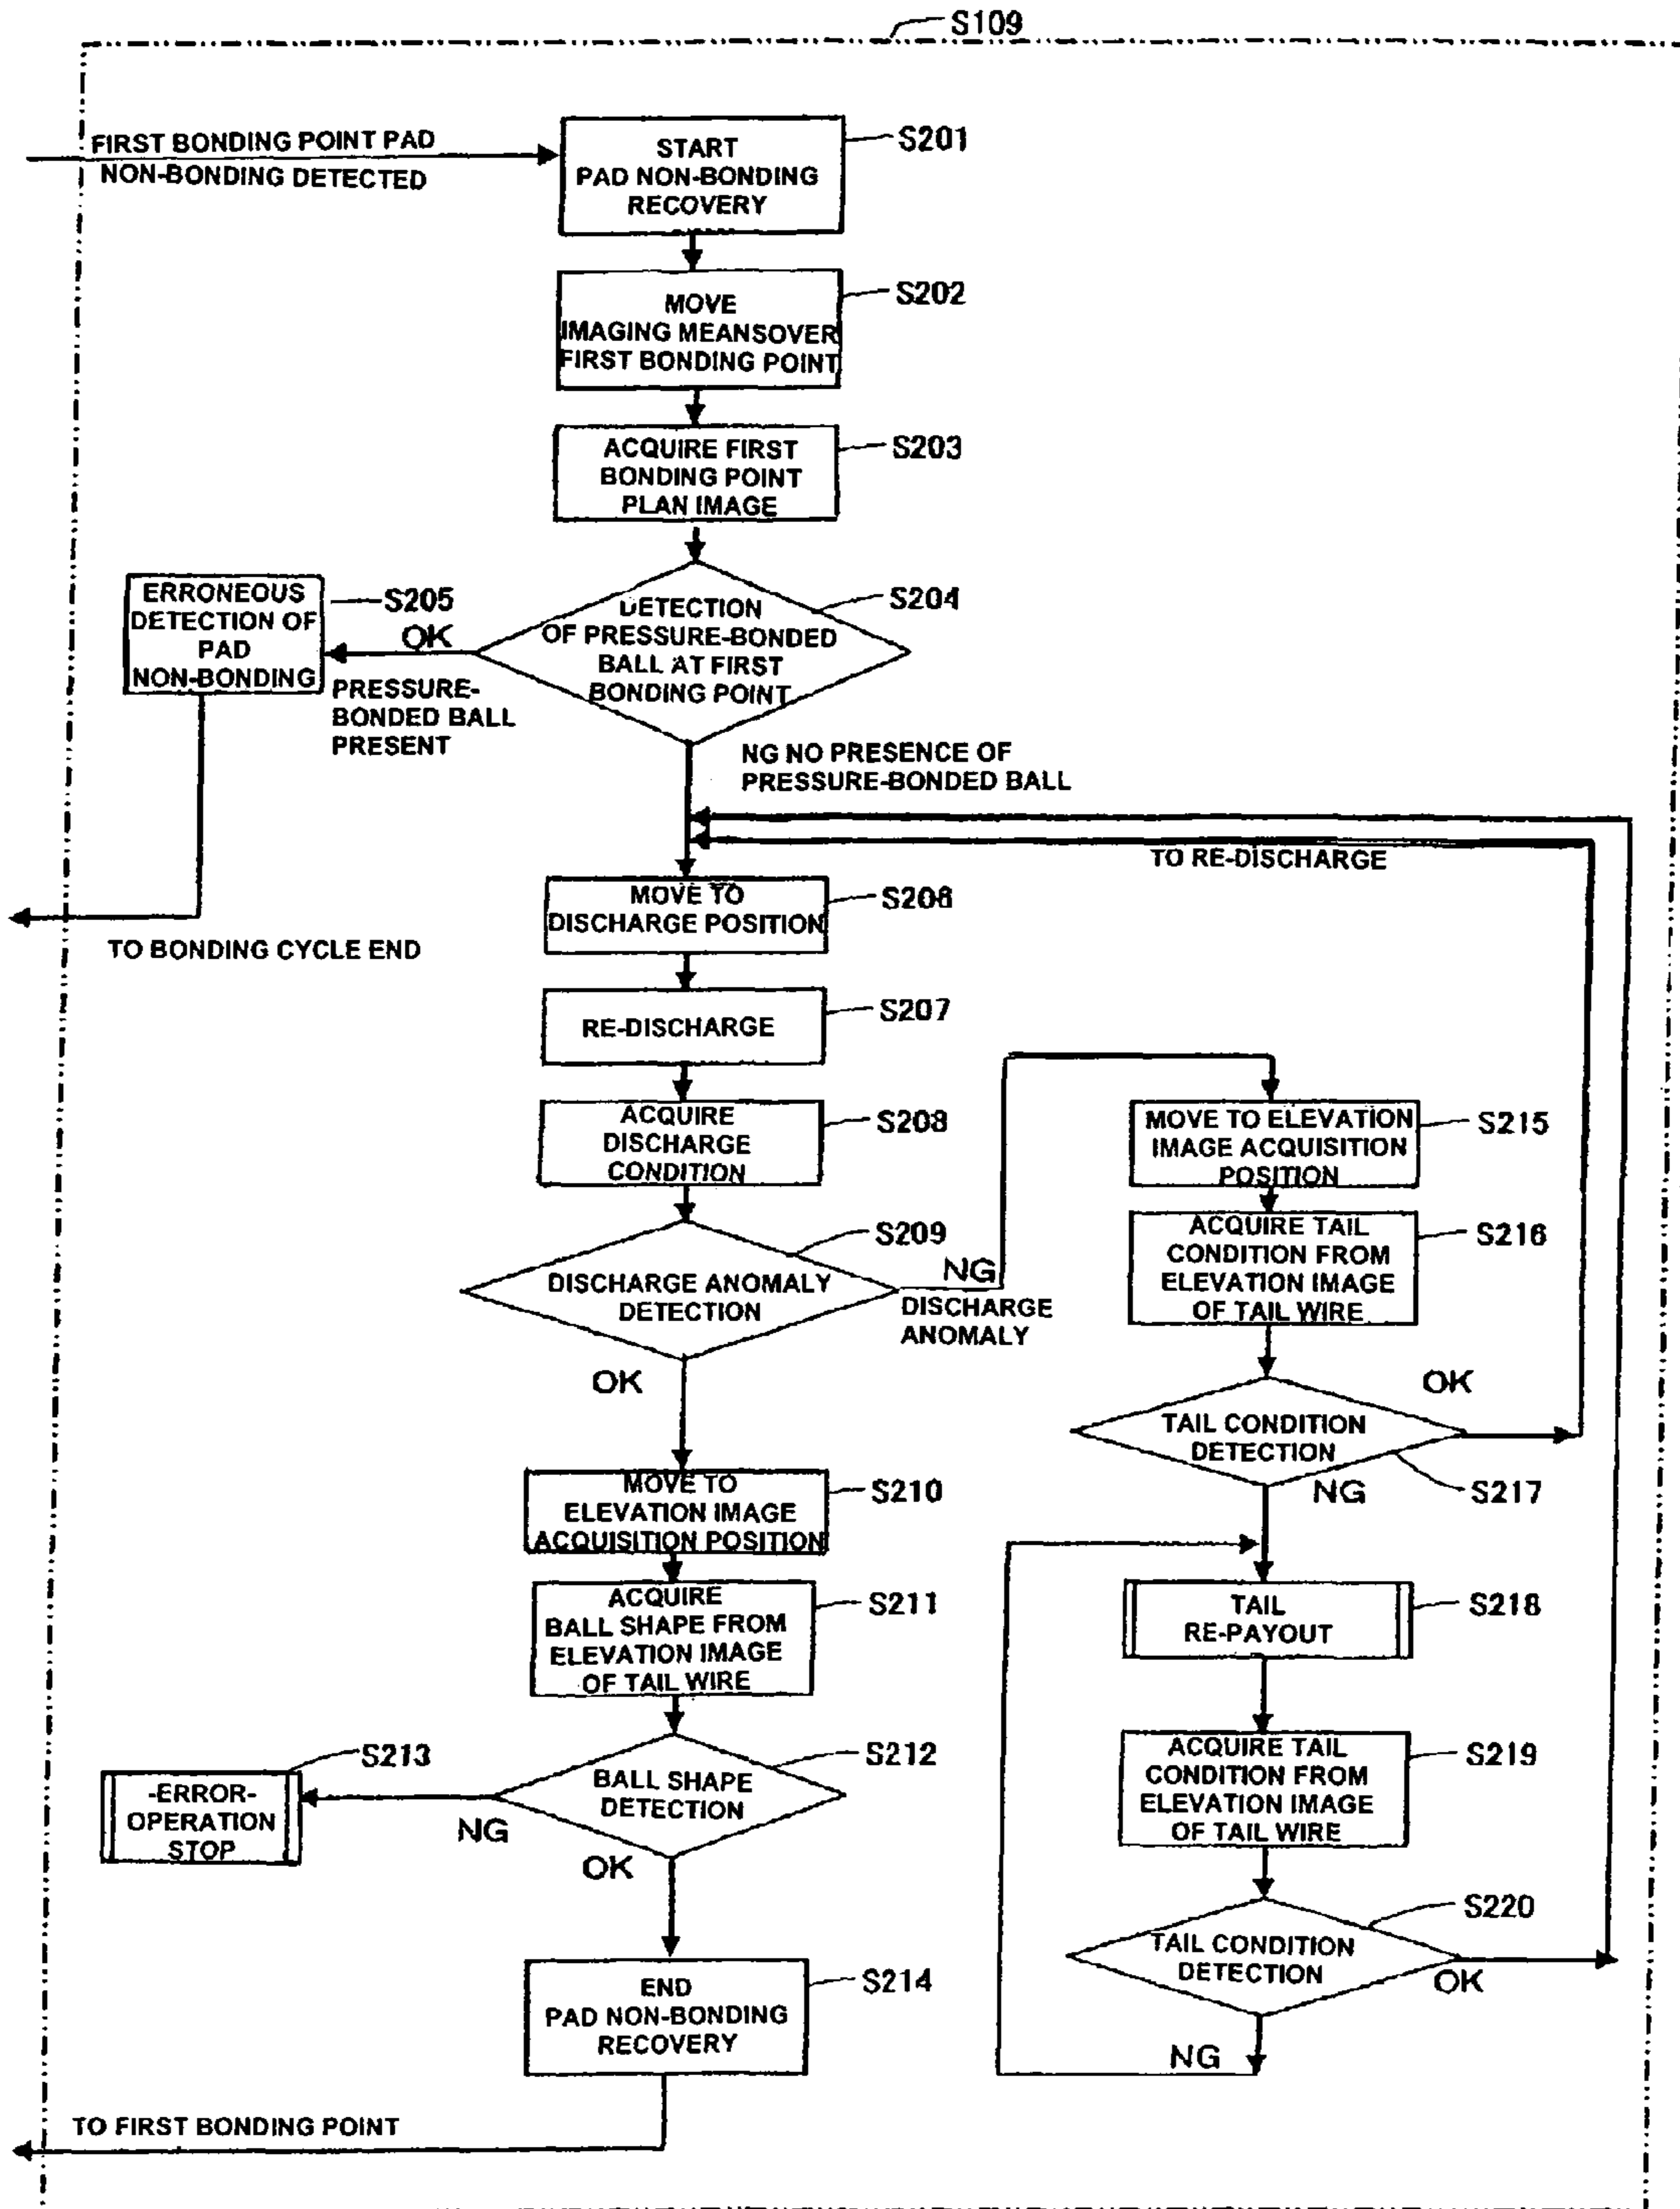 S109
FIRST BONDING POINT PAD
NON-BONDING DETECTED
START
PAD NON-BONDING
RECOVERY
S201
MOVE
IMAGING MEANSOVER
FIRST BONDING POINT
S202
ACQUIRE FIRST
BONDING POINT
PLAN IMAGE
S203
DETECTION
OF PRESSURE-BONDED
BALL AT FIRST
BONDING POINT
S204
ERRONEOUS
DETECTION OF
PAD
NON-BONDING
S205
OK
PRESSURE-
BONDED BALL
PRESENT
NG NO PRESENCE OF
PRESSURE-BONDED BALL
TO RE-DISCHARGE
TO BONDING CYCLE END
MOVE TO
DISCHARGE POSITION
S206
RE-DISCHARGE
S207
ACQUIRE
DISCHARGE
CONDITION
S208
DISCHARGE ANOMALY
DETECTION
S209
NG
DISCHARGE
ANOMALY
OK
MOVE TO
ELEVATION IMAGE
ACQUISITION POSITION
S210
ACQUIRE
BALL SHAPE FROM
ELEVATION IMAGE
OF TAIL WIRE
S211
BALL SHAPE
DETECTION
S212
NG
-ERROR-
OPERATION
STOP
S213
OK
END
PAD NON-BONDING
RECOVERY
S214
TO FIRST BONDING POINT
MOVE TO ELEVATION
IMAGE ACQUISITION
POSITION
S215
ACQUIRE TAIL
CONDITION FROM
ELEVATION IMAGE
OF TAIL WIRE
S216
TAIL CONDITION
DETECTION
OK
S217
NG
TAIL
RE-PAYOUT
S218
ACQUIRE TAIL
CONDITION FROM
ELEVATION IMAGE
OF TAIL WIRE
S219
TAIL CONDITION
DETECTION
S220
OK
NG